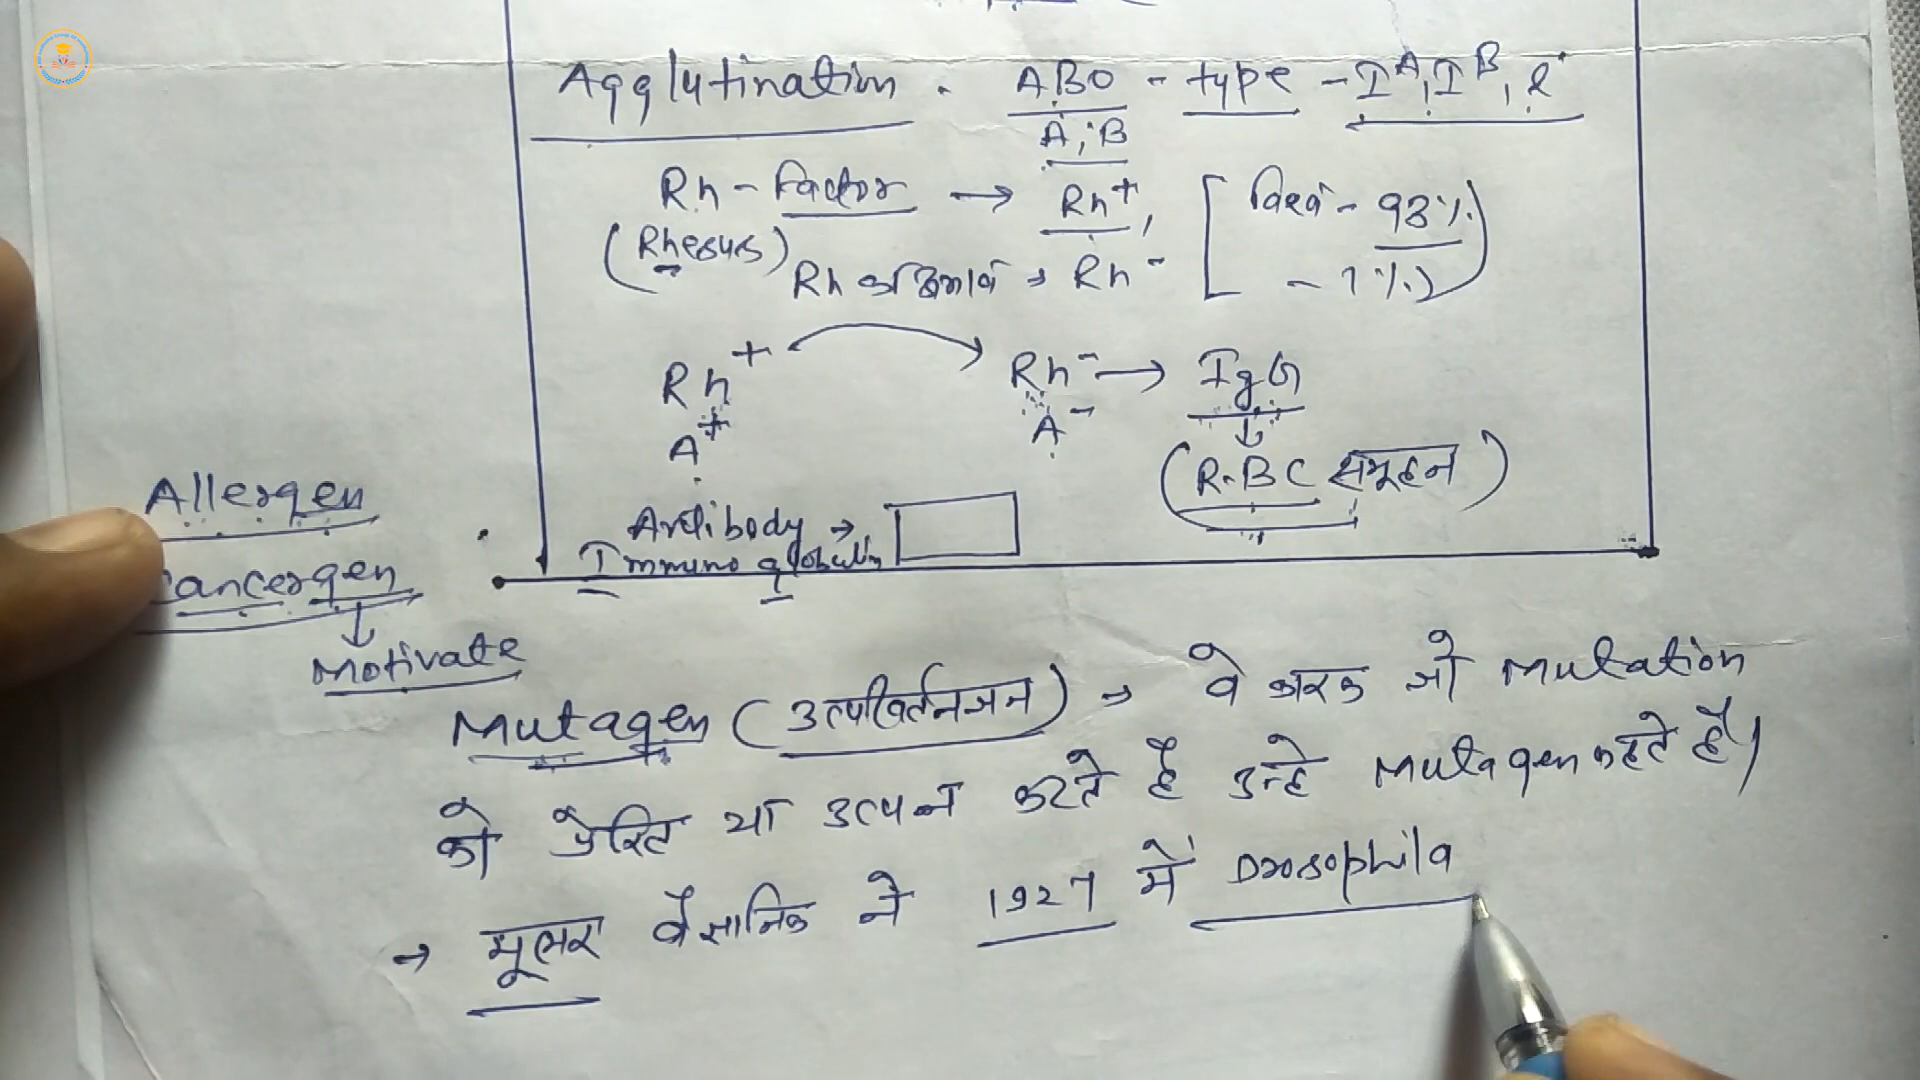 Agglutination . ABO - type - I^A, I^B, i
A, B
Rh - factor → Rh+, [ विश्व - 93%
(Rhesus) Rh का अभाव → Rh- - 7% )
Rh+ Rh- → IgG
A+ A- ↓
(R.BC समूहन)
Antibody →
Immuno globulin
Allergen
cancergen
↓
Motivate
Mutagen (उत्परिवर्तनजन) → वे कारक जो Mutation
को प्रेरित या उत्पन्न करते है उन्हे Mutagen कहते है।
→ मूलर वैज्ञानिक ने 1927 में Drosophila